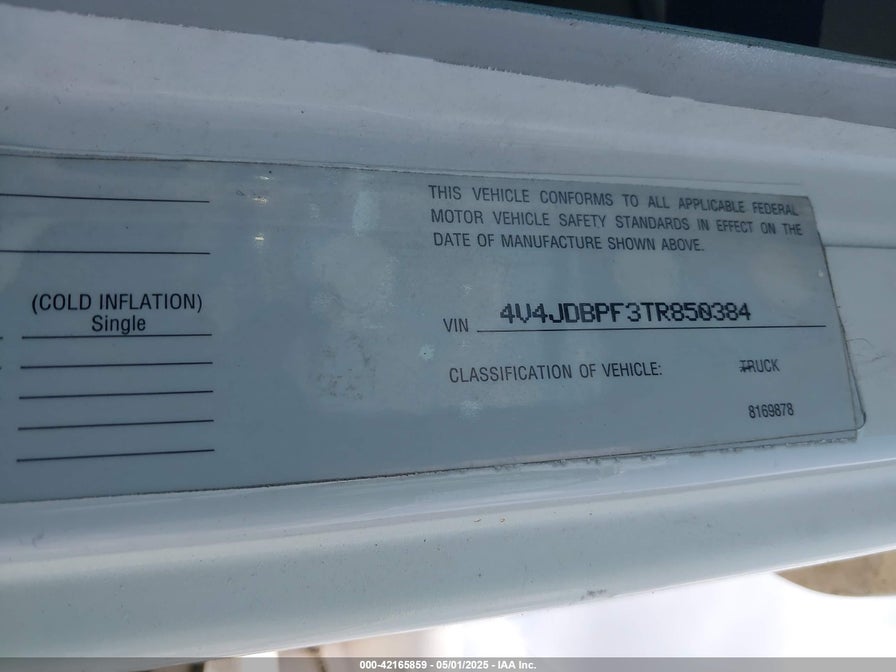 THIS VEHICLE CONFORMS TO ALL APPLICABLE FEDERAL
MOTOR VEHICLE SAFETY STANDARDS IN EFFECT ON THE
DATE OF MANUFACTURE SHOWN ABOVE.
(COLD INFLATION)
Single
VIN 4V4JDBPF3TR850384
CLASSIFICATION OF VEHICLE: TRUCK
8169878
000-42165859 - 05/01/2025 - IAA Inc.